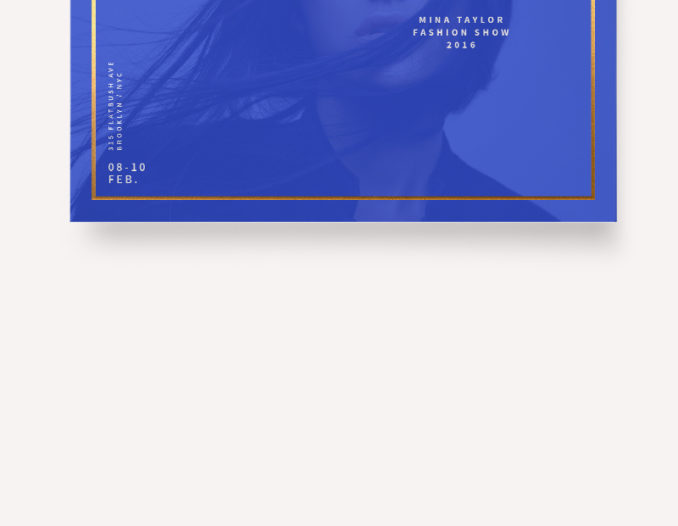 MINA TAYLOR
FASHION SHOW
2016
315 FLATBUSH AVE
BROOKLYN / NYC
08-10
FEB.